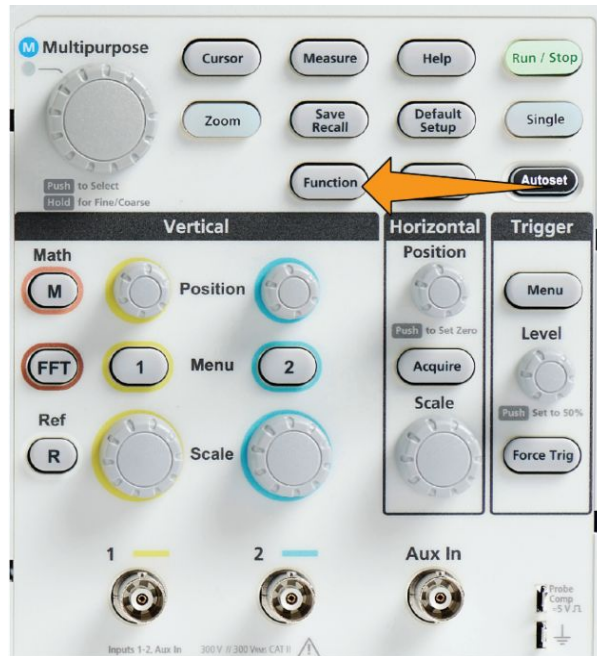 M Multipurpose
Cursor
Measure
Help
Run / Stop
Zoom
Save
Recall
Default
Setup
Single
Push to Select
Hold for Fine/Coarse
Function
Autoset
Vertical
Horizontal
Trigger
Math
M
Position
Position
Push to Set Zero
Menu
Level
FFT
1
Menu
2
Acquire
Push Set to 50%
Ref
R
Scale
Scale
Force Trig
1
2
Aux In
Inputs 1-2, Aux In
300 V
300 Vrms CAT II
Probe
Comp
~5 V